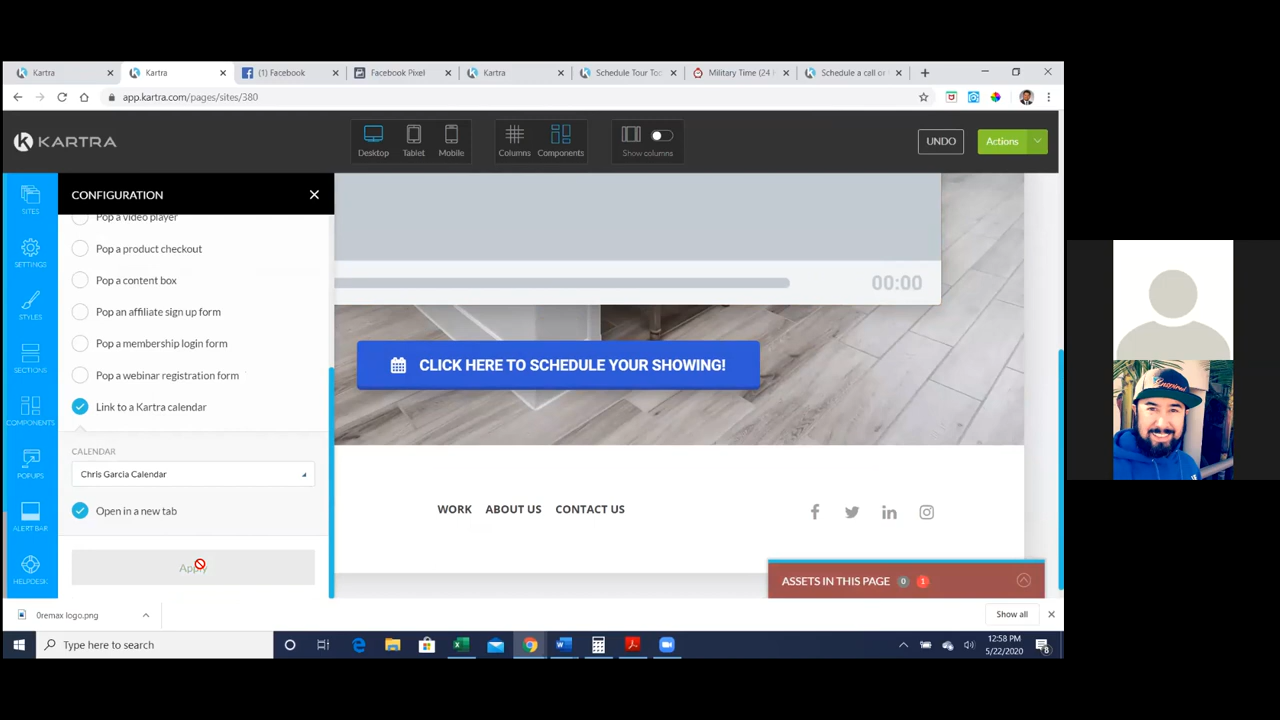 Kartra
Kartra
(1) Facebook
Facebook Pixel
Kartra
Schedule Tour Too
Military Time (24 H
Schedule a call or
app.kartra.com/pages/sites/380
KARTRA
Desktop
Tablet
Mobile
Columns
Components
Show columns
UNDO
Actions
SITES
SETTINGS
STYLES
SECTIONS
COMPONENTS
POPUPS
ALERT BAR
HELPDESK
CONFIGURATION
Pop a video player
Pop a product checkout
Pop a content box
Pop an affiliate sign up form
Pop a membership login form
Pop a webinar registration form
Link to a Kartra calendar
CALENDAR
Chris Garcia Calendar
Open in a new tab
Apply
00:00
CLICK HERE TO SCHEDULE YOUR SHOWING!
WORK ABOUT US CONTACT US
ASSETS IN THIS PAGE 0 1
0remax logo.png
Show all
Type here to search
12:58 PM
5/22/2020
8